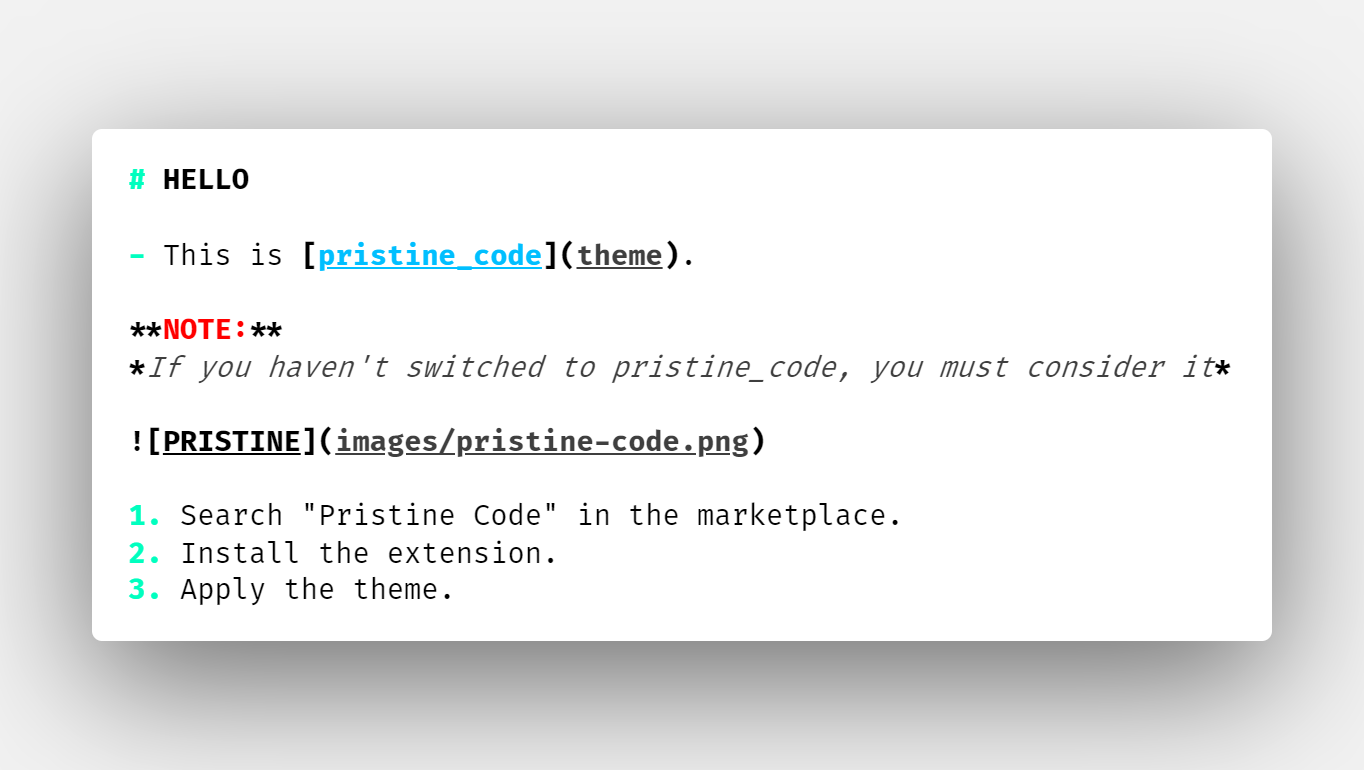 # HELLO
- This is [pristine_code](theme).
**NOTE:**
*If you haven't switched to pristine_code, you must consider it*
![PRISTINE](images/pristine-code.png)
1. Search "Pristine Code" in the marketplace.
2. Install the extension.
3. Apply the theme.